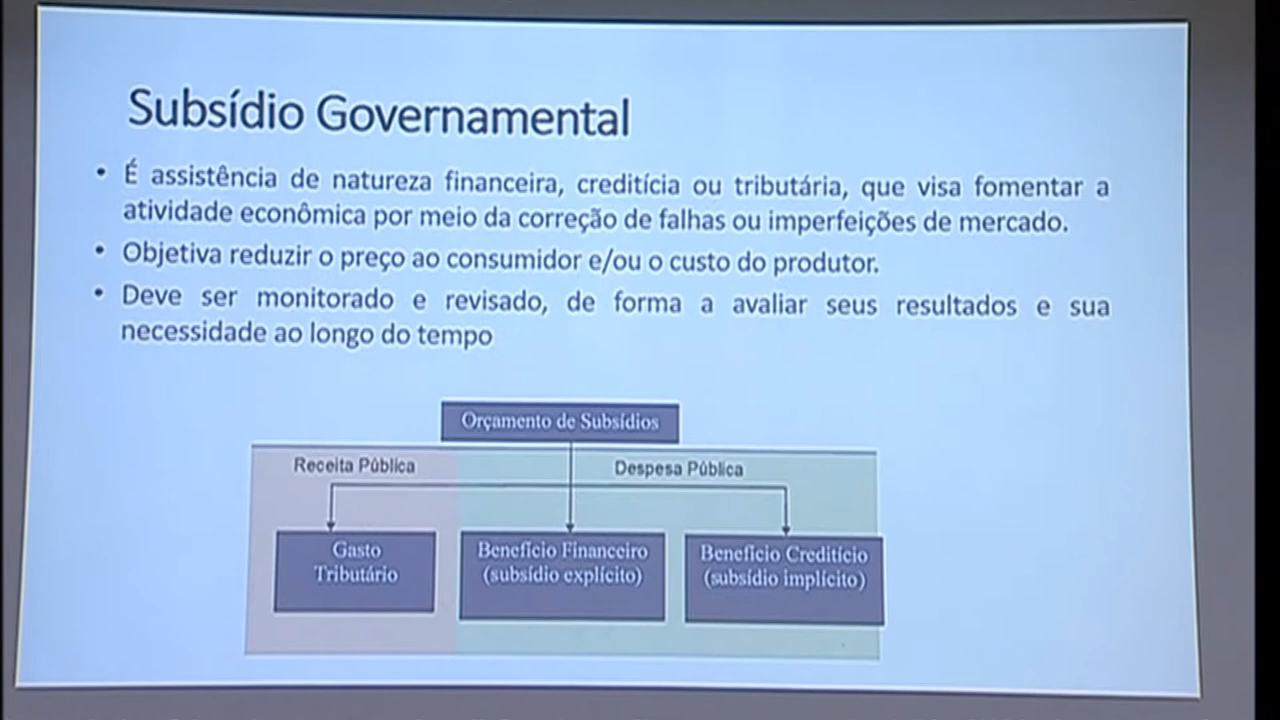 Subsídio Governamental
• É assistência de natureza financeira, creditícia ou tributária, que visa fomentar a
atividade econômica por meio da correção de falhas ou imperfeições de mercado.
• Objetiva reduzir o preço ao consumidor e/ou o custo do produtor.
• Deve ser monitorado e revisado, de forma a avaliar seus resultados e sua
necessidade ao longo do tempo
Orçamento de Subsídios
Receita Pública
Despesa Pública
Gasto
Tributário
Benefício Financeiro
(subsídio explícito)
Benefício Creditício
(subsídio implícito)